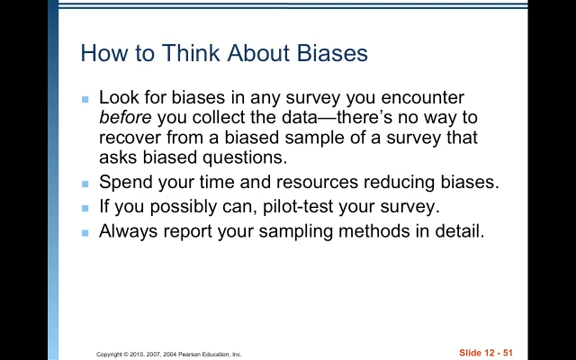 How to Think About Biases
Look for biases in any survey you encounter
before you collect the data—there's no way to
recover from a biased sample of a survey that
asks biased questions.
Spend your time and resources reducing biases.
If you possibly can, pilot-test your survey.
Always report your sampling methods in detail.
Copyright © 2010, 2007, 2004 Pearson Education, Inc.
Slide 12 - 51